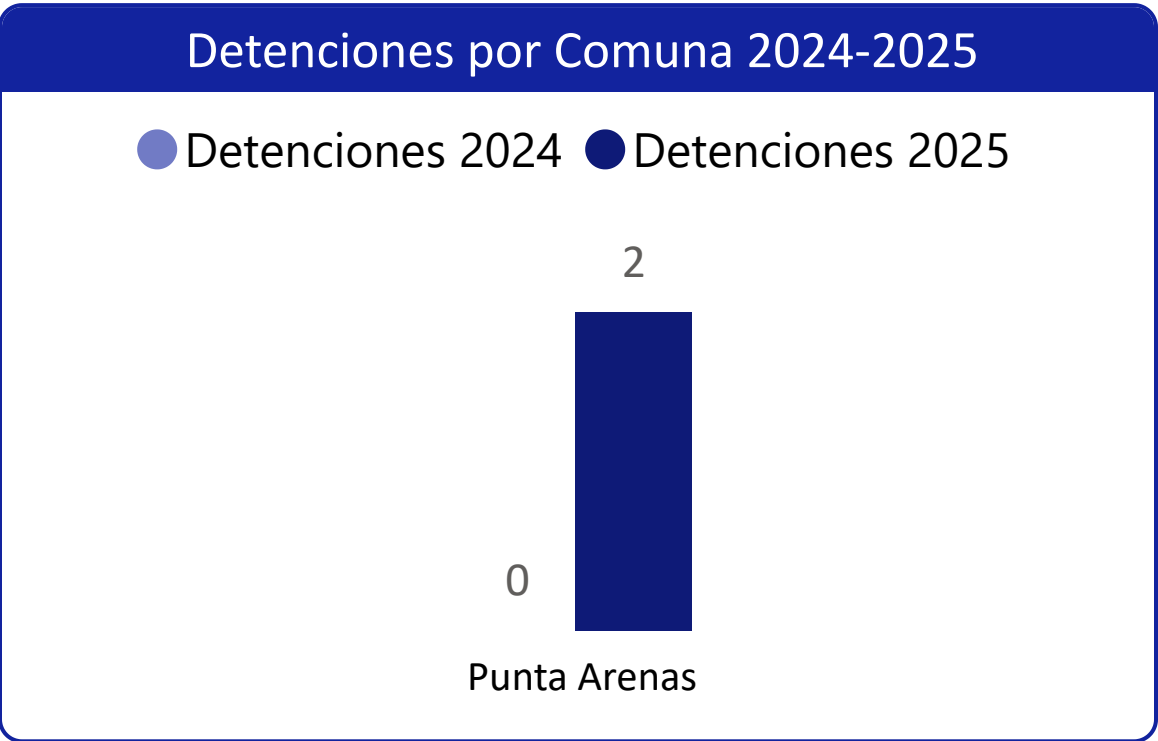 Detenciones por Comuna 2024-2025
Detenciones 2024 Detenciones 2025
2
0
Punta Arenas